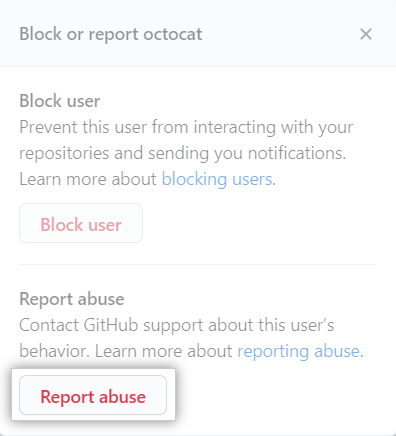 Block or report octocat
Block user
Prevent this user from interacting with your
repositories and sending you notifications.
Learn more about blocking users.
Block user
Report abuse
Contact GitHub support about this user’s
behavior. Learn more about reporting abuse.
Report abuse